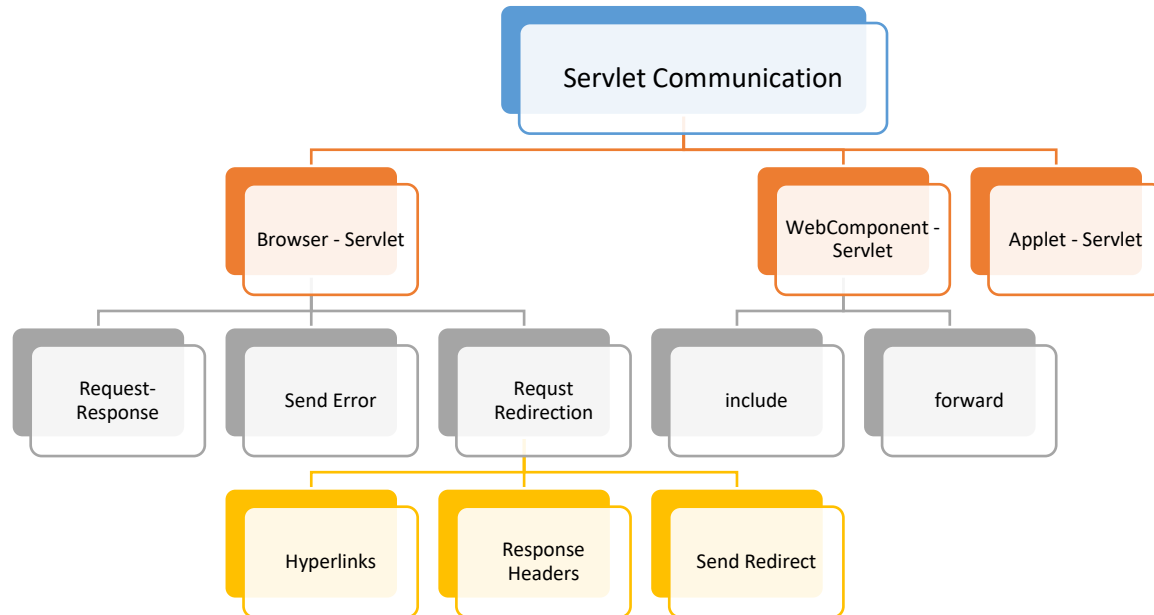 Servlet Communication
Browser - Servlet
WebComponent -
Servlet
Applet - Servlet
Request-
Response
Send Error
Requst
Redirection
include
forward
Hyperlinks
Response
Headers
Send Redirect